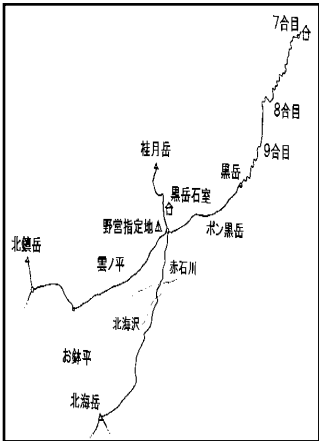 7合目
8合目
9合目
桂月岳
黒岳
黒岳石室
野営指定地
ポン黒岳
北鎮岳
雲ノ平
赤石川
北海沢
お鉢平
北海岳